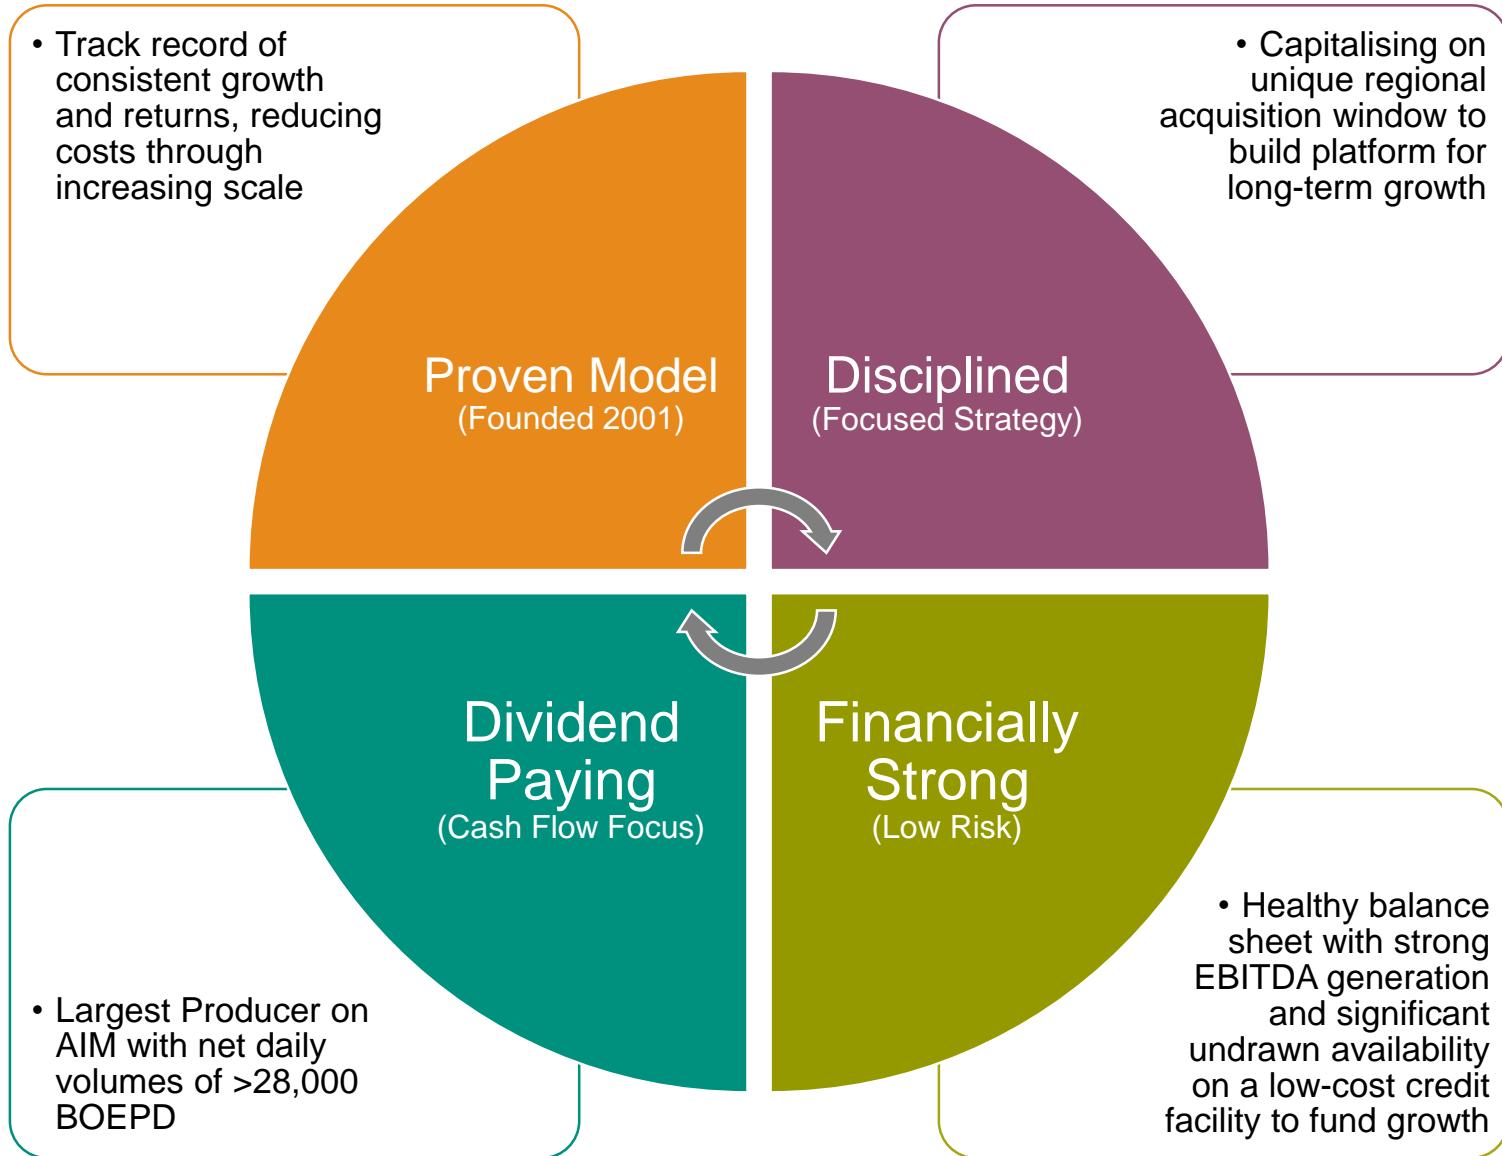 • Track record of
consistent growth
and returns, reducing
costs through
increasing scale
• Capitalising on
unique regional
acquisition window to
build platform for
long-term growth
Proven Model
(Founded 2001)
Disciplined
(Focused Strategy)
Dividend
Paying
(Cash Flow Focus)
Financially
Strong
(Low Risk)
• Largest Producer on
AIM with net daily
volumes of >28,000
BOEPD
• Healthy balance
sheet with strong
EBITDA generation
and significant
undrawn availability
on a low-cost credit
facility to fund growth